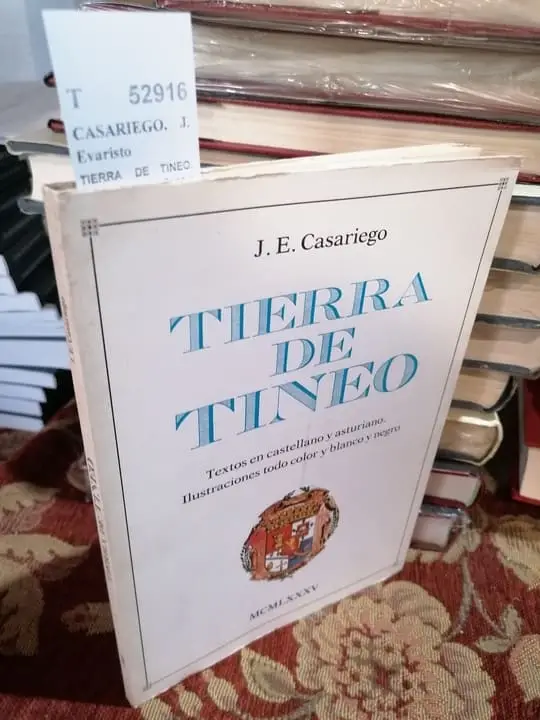 T 52916
CASARIEGO. J.
Evaristo
TIERRA DE TINEO
J. E. Casariego
TIERRA
DE
TINEO
Textos en castellano y asturiano.
Ilustraciones todo color y blanco y negro
MCMLXXXV